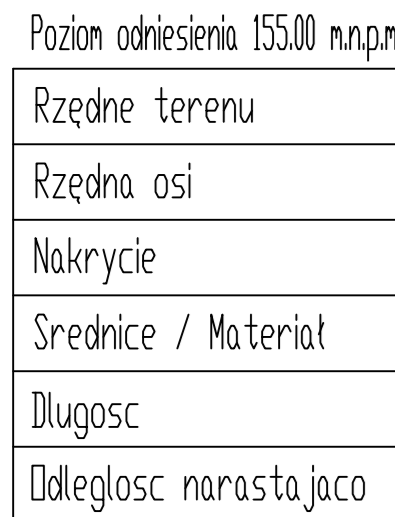 Poziom odniesienia 155.00 m.n.p.m
Rzędne terenu
Rzędna osi
Nakrycie
Srednice / Materiał
Dlugosc
Odleglosc narastajaco